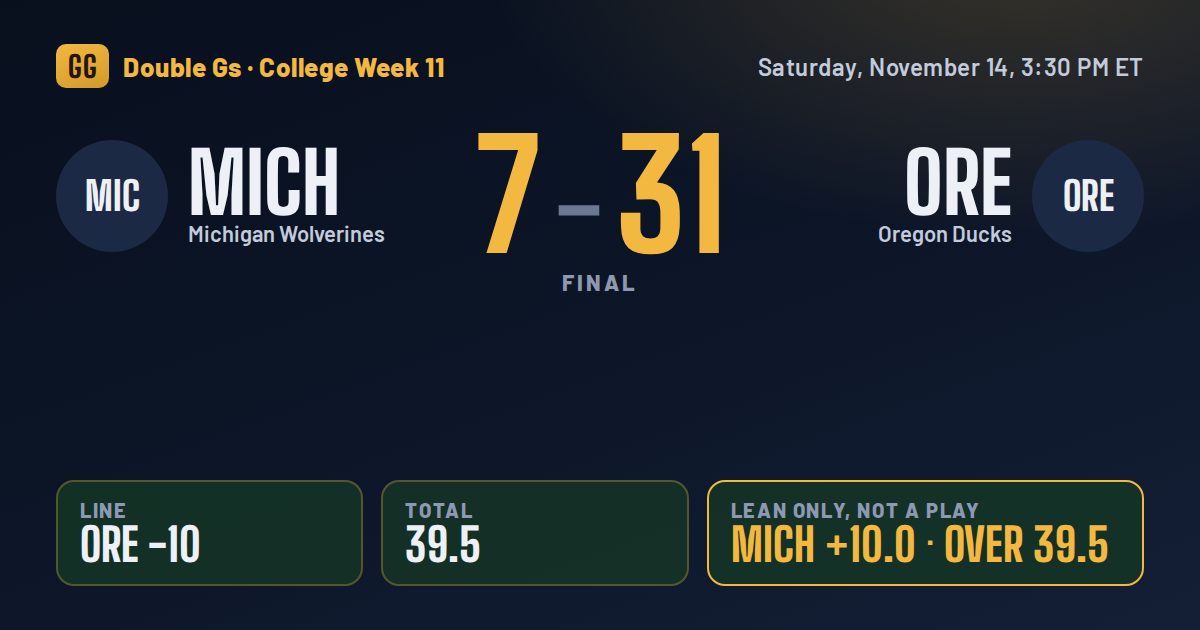 GG Double Gs · College Week 11
Saturday, November 14, 3:30 PM ET
MIC
MICH
Michigan Wolverines
7 – 31
FINAL
ORE
Oregon Ducks
ORE
LINE
ORE −10
TOTAL
39.5
LEAN ONLY, NOT A PLAY
MICH +10.0 · OVER 39.5